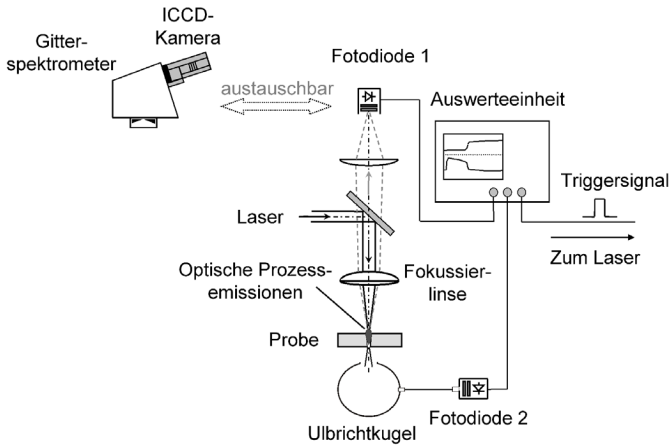 ICCD-
Kamera
Gitter-
spektrometer
Fotodiode 1
austauschbar
Auswerteeinheit
Triggersignal
Laser
Zum Laser
Optische Prozess-
emissionen
Fokussier-
linse
Probe
Fotodiode 2
Ulbrichtkugel